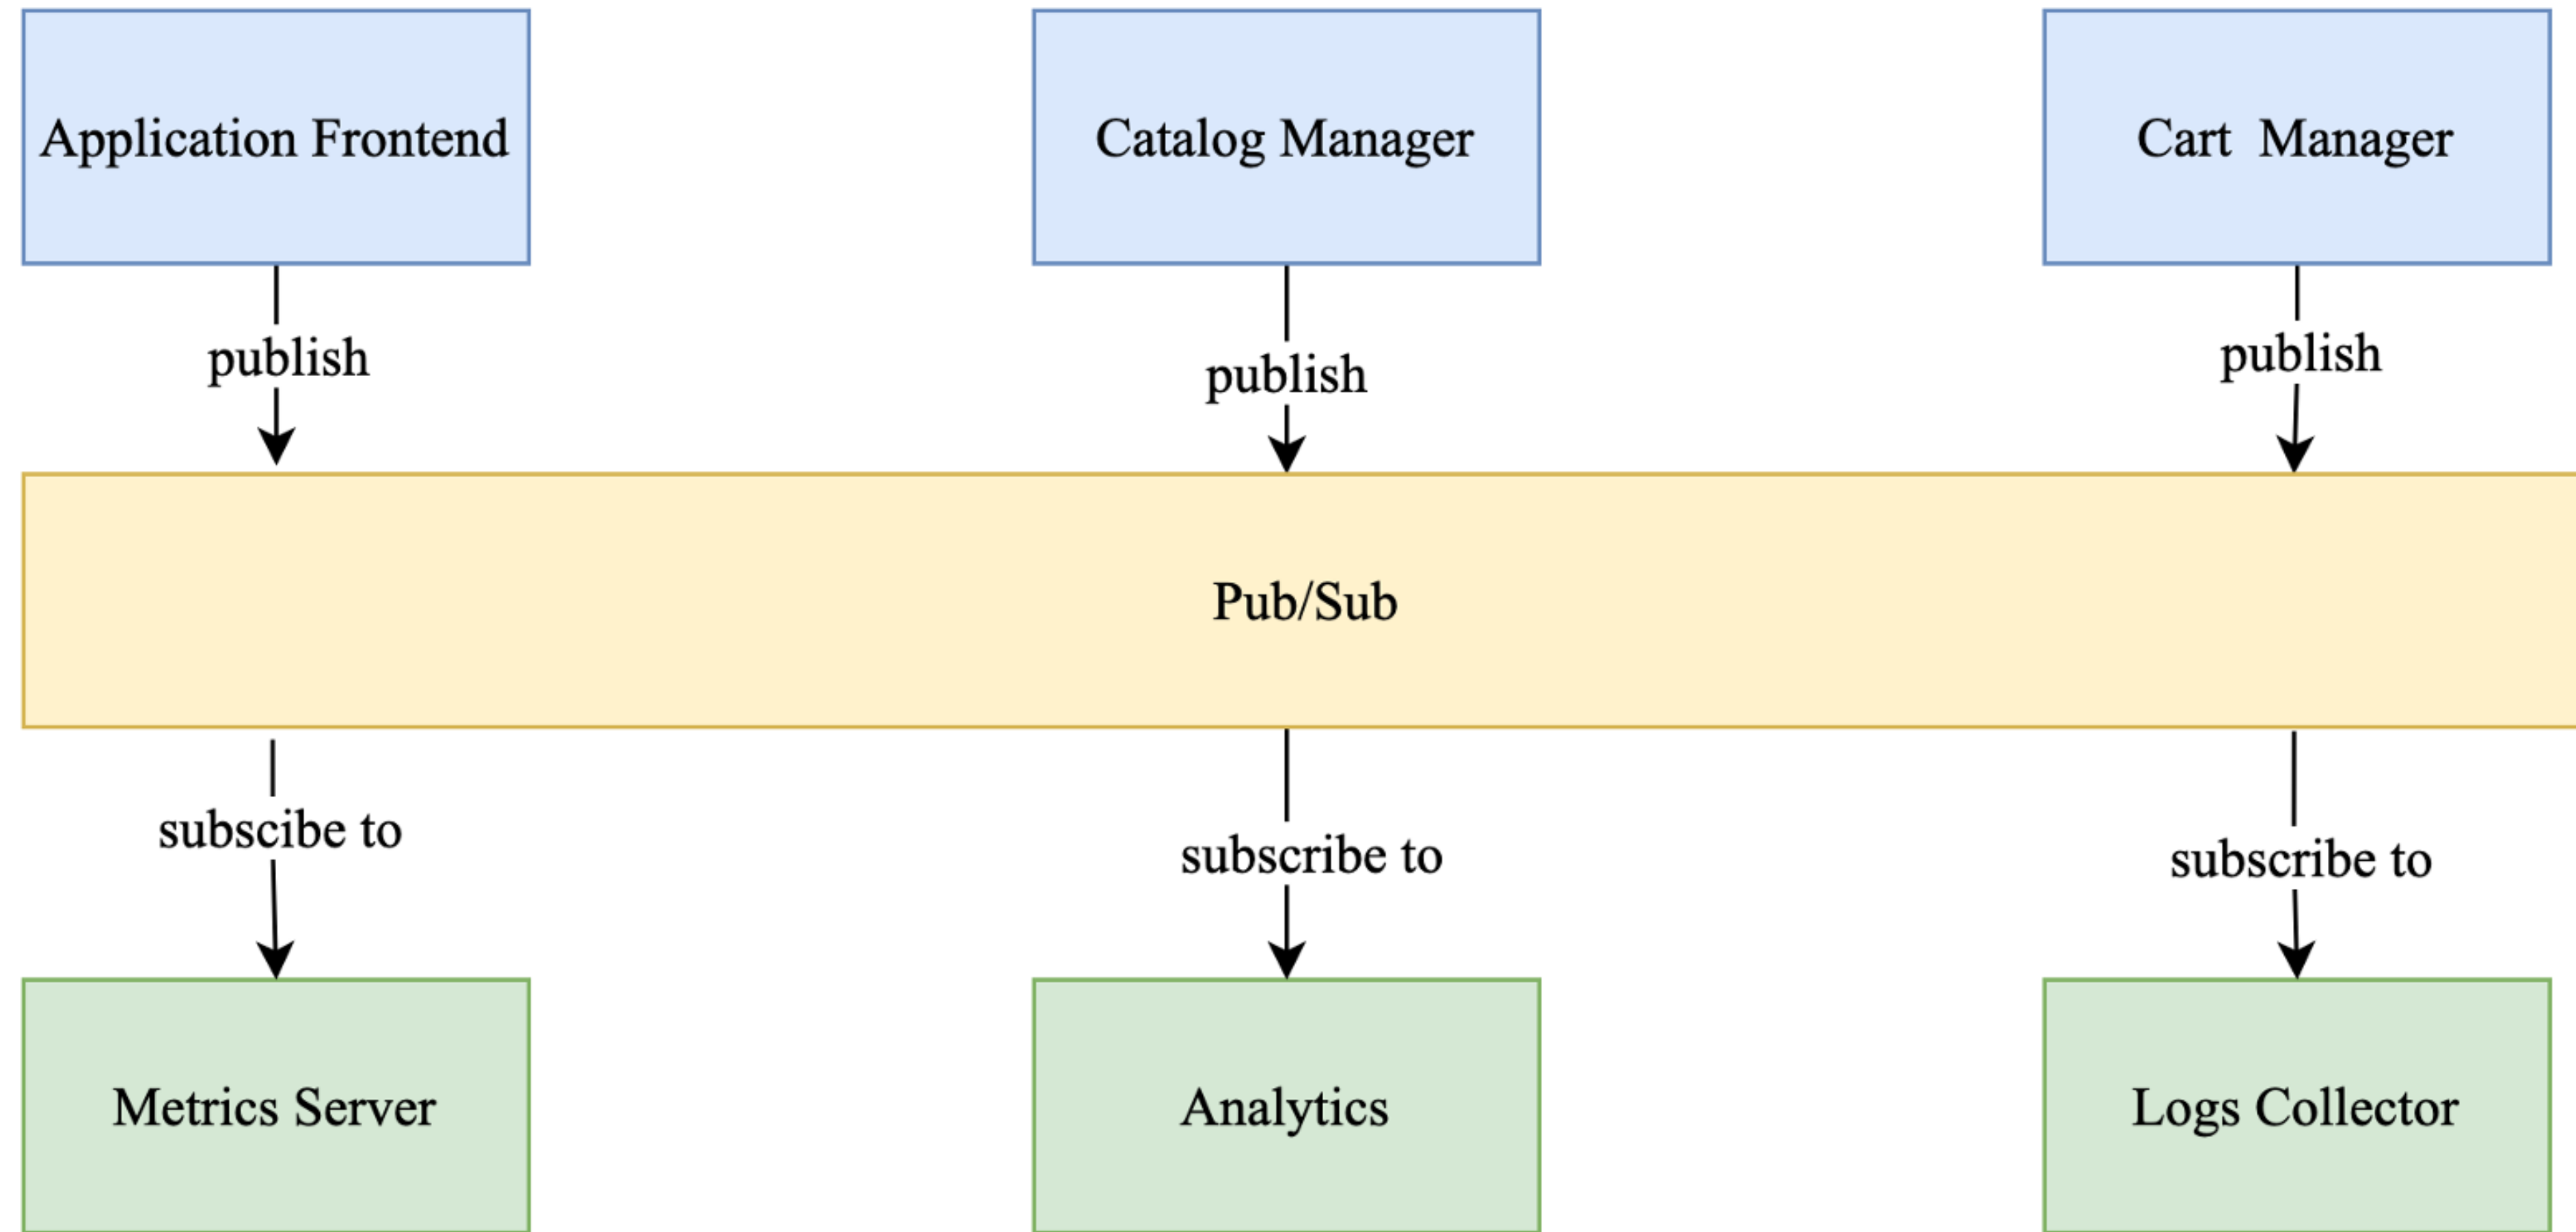 Application Frontend
Catalog Manager
Cart  Manager
publish
publish
publish
Pub/Sub
subscibe to
subscribe to
subscribe to
Metrics Server
Analytics
Logs Collector